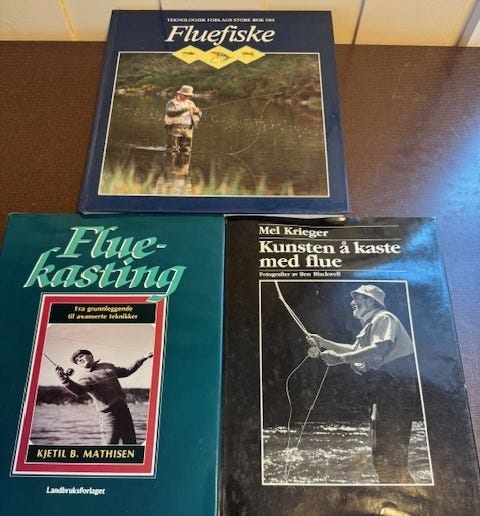 TEKNOLOGISK FORLAGS STORE BOK OM
Fluefiske
Flue-
kasting
Fra grunnleggende
til avanserte teknikker
KJETIL B. MATHISEN
Landbruksforlaget
Mel Krieger
Kunsten å kaste
med flue
Fotografier av Ben Blackwell